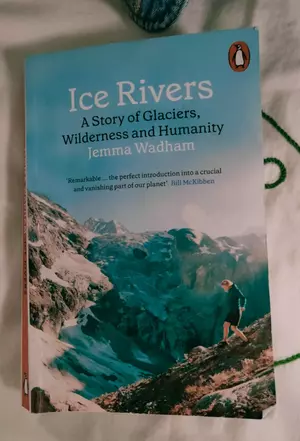 Ice Rivers
A Story of Glaciers,
Wilderness and Humanity
Jemma Wadham
'Remarkable ... the perfect introduction into a crucial
and vanishing part of our planet' Bill McKibben